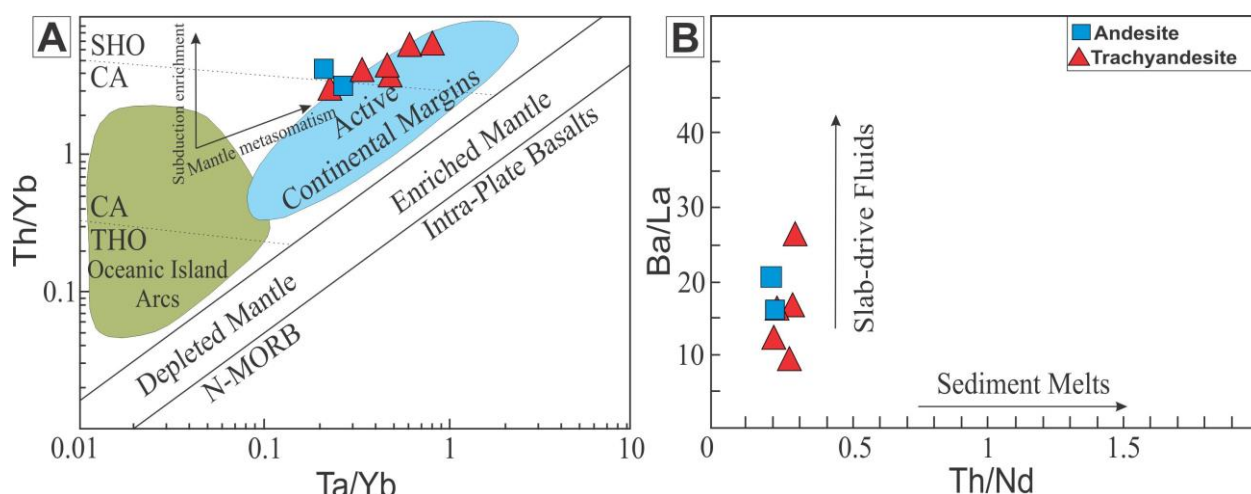 A
SHO
CA
Subduction enrichment
Mantle metasomatism
Active
Continental Margins
Enriched Mantle
Intra-Plate Basalts
CA
THO
Oceanic Island
Arcs
Depleted Mantle
N-MORB
1
0.1
Th/Yb
0.01
0.1
1
10
Ta/Yb
B
Andesite
Trachyandesite
40
30
20
10
Ba/La
Slab-drive Fluids
Sediment Melts
0
0.5
1
1.5
Th/Nd